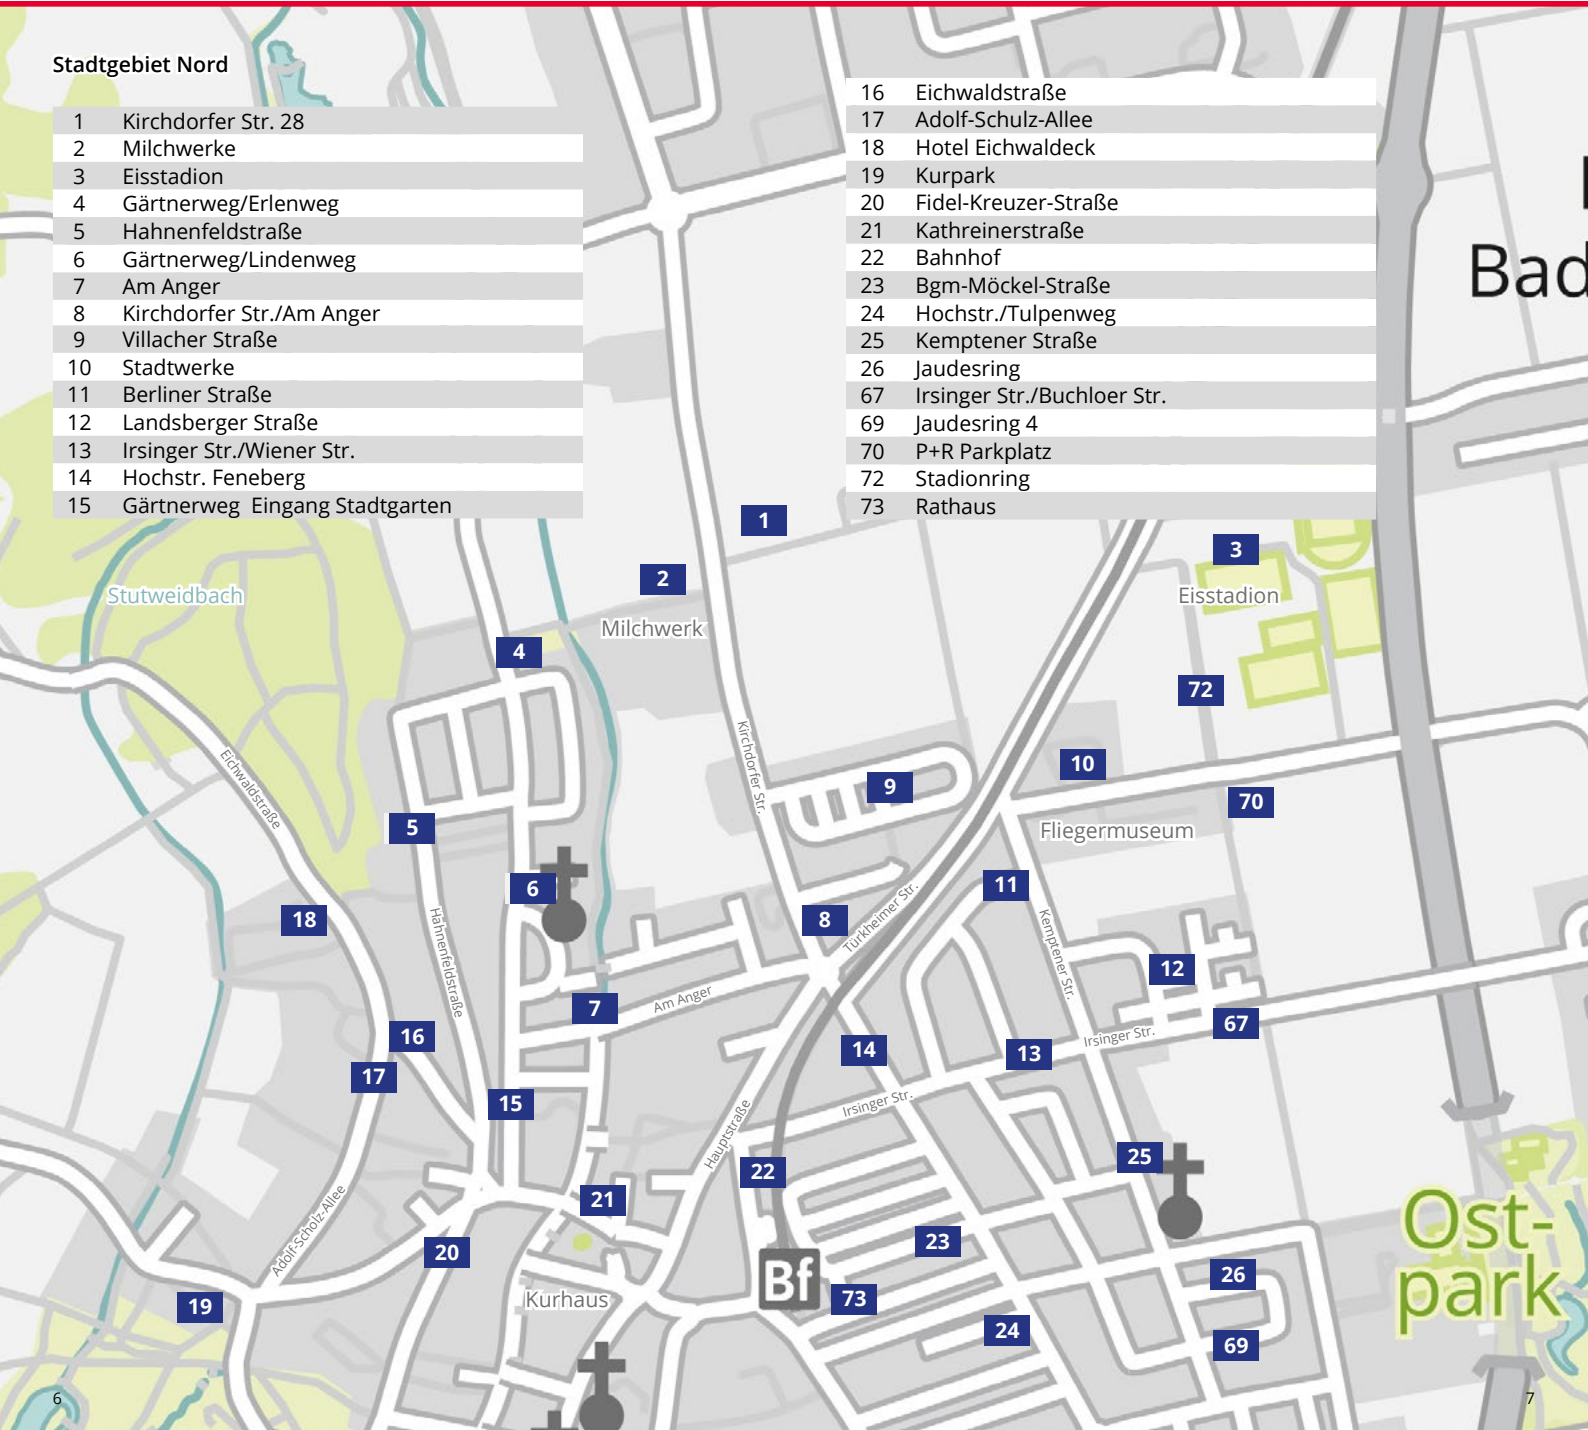 Stadtgebiet Nord
1 Kirchdorfer Str. 28
2 Milchwerke
3 Eisstadion
4 Gärtnerweg/Erlenweg
5 Hahnenfeldstraße
6 Gärtnerweg/Lindenweg
7 Am Anger
8 Kirchdorfer Str./Am Anger
9 Villacher Straße
10 Stadtwerke
11 Berliner Straße
12 Landsberger Straße
13 Irsinger Str./Wiener Str.
14 Hochstr. Feneberg
15 Gärtnerweg Eingang Stadtgarten
16 Eichwaldstraße
17 Adolf-Schulz-Allee
18 Hotel Eichwaldeck
19 Kurpark
20 Fidel-Kreuzer-Straße
21 Kathreinerstraße
22 Bahnhof
23 Bgm-Möckel-Straße
24 Hochstr./Tulpenweg
25 Kemptener Straße
26 Jaudesring
67 Irsinger Str./Buchloer Str.
69 Jaudesring 4
70 P+R Parkplatz
72 Stadionring
73 Rathaus
Bad
1
3
2
Stutweidbach
Eisstadion
Milchwerk
4
72
Kirchdorfer Str.
10
Eichwaldstraße
9
70
5
Fliegermuseum
6
11
18
8
Türkheimer Str.
Hahnenfeldstraße
Kemptener Str.
12
7
Am Anger
67
16
14
13
Irsinger Str.
17
15
Irsinger Str.
Hauptstraße
25
22
21
Adolf-Scholz-Allee
Ost-
park
20
23
26
Bf
19
Kurhaus
73
24
69
6
7